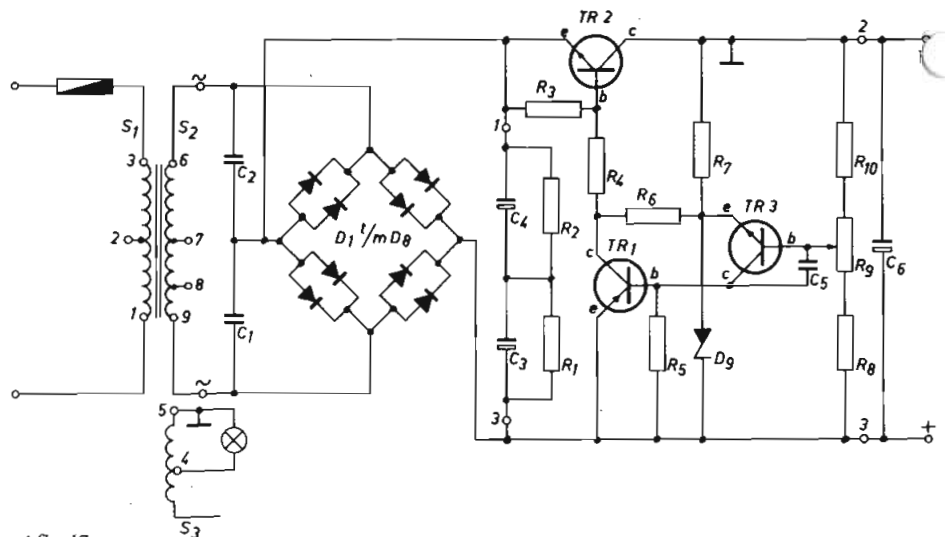 TR 2
e c 2
b
R3
1
S1 S2
~
3 6
C2
R4
R7
R10
2 7
8
D1 t/m D8
C4
R2
R6
TR 3
e
b
c
C5
R9
C6
TR1
c b
e
1 9
C1
C3
R1
R5
D9
R8
~
5
4
3
3
+
S3